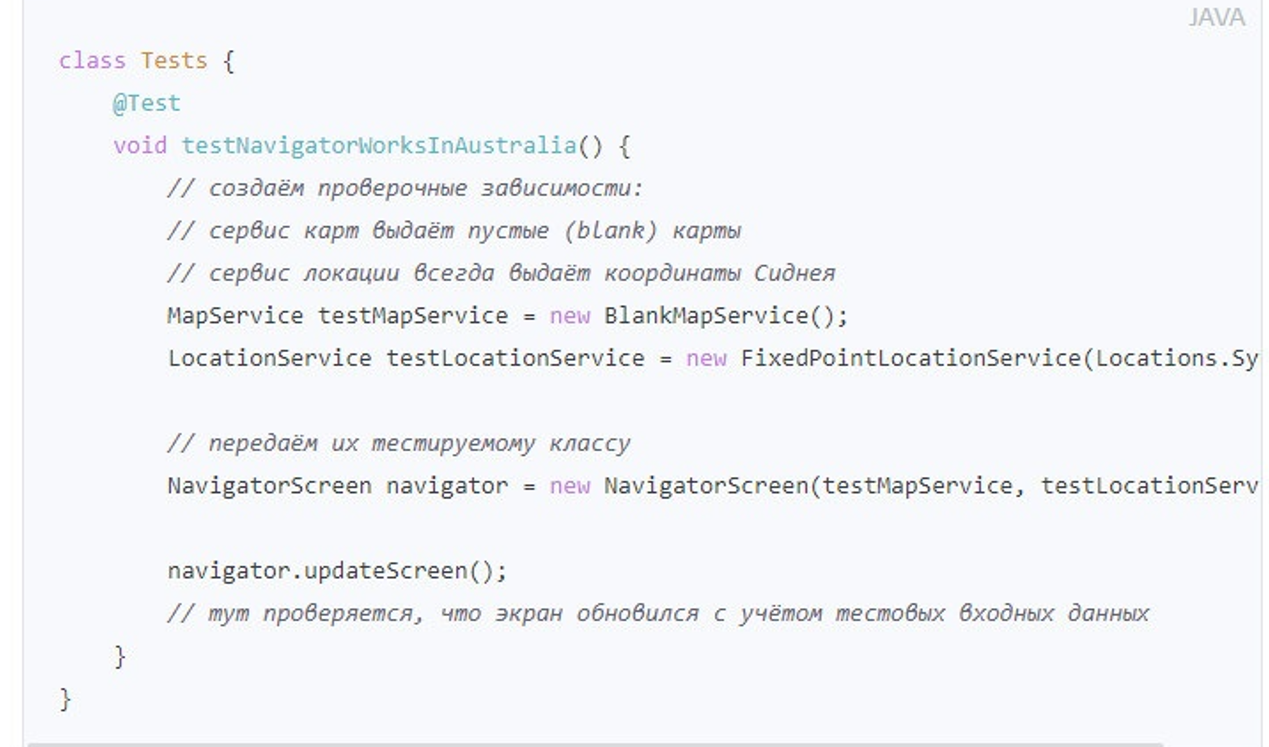 JAVA
class Tests {
@Test
void testNavigatorWorksInAustralia() {
// создаём проверочные зависимости:
// сервис карт выдаёт пустые (blank) карты
// сервис локации всегда выдаёт координаты Сиднея
MapService testMapService = new BlankMapService();
LocationService testLocationService = new FixedPointLocationService(Locations.Sy
// передаём их тестируемому классу
NavigatorScreen navigator = new NavigatorScreen(testMapService, testLocationServ
navigator.updateScreen();
// тут проверяется, что экран обновился с учётом тестовых входных данных
}
}